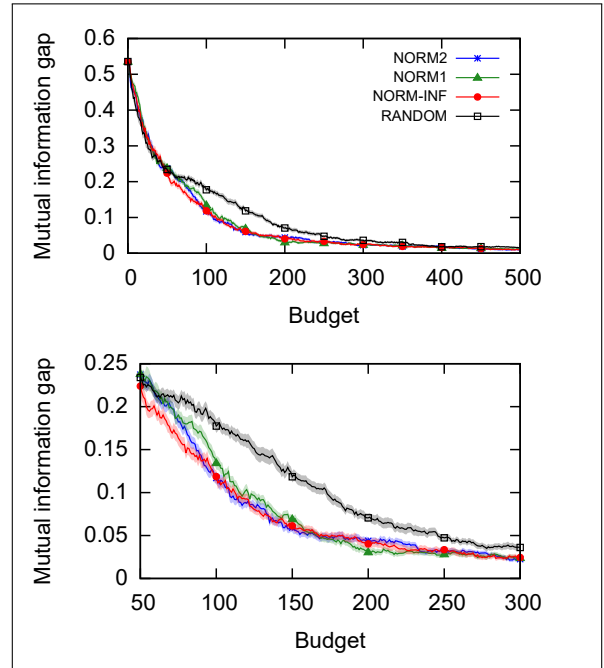 0.6
0.5
0.4
0.3
0.2
0.1
0
Mutual information gap
NORM2
NORM1
NORM-INF
RANDOM
0 100 200 300 400 500
Budget
0.25
0.2
0.15
0.1
0.05
0
Mutual information gap
50 100 150 200 250 300
Budget